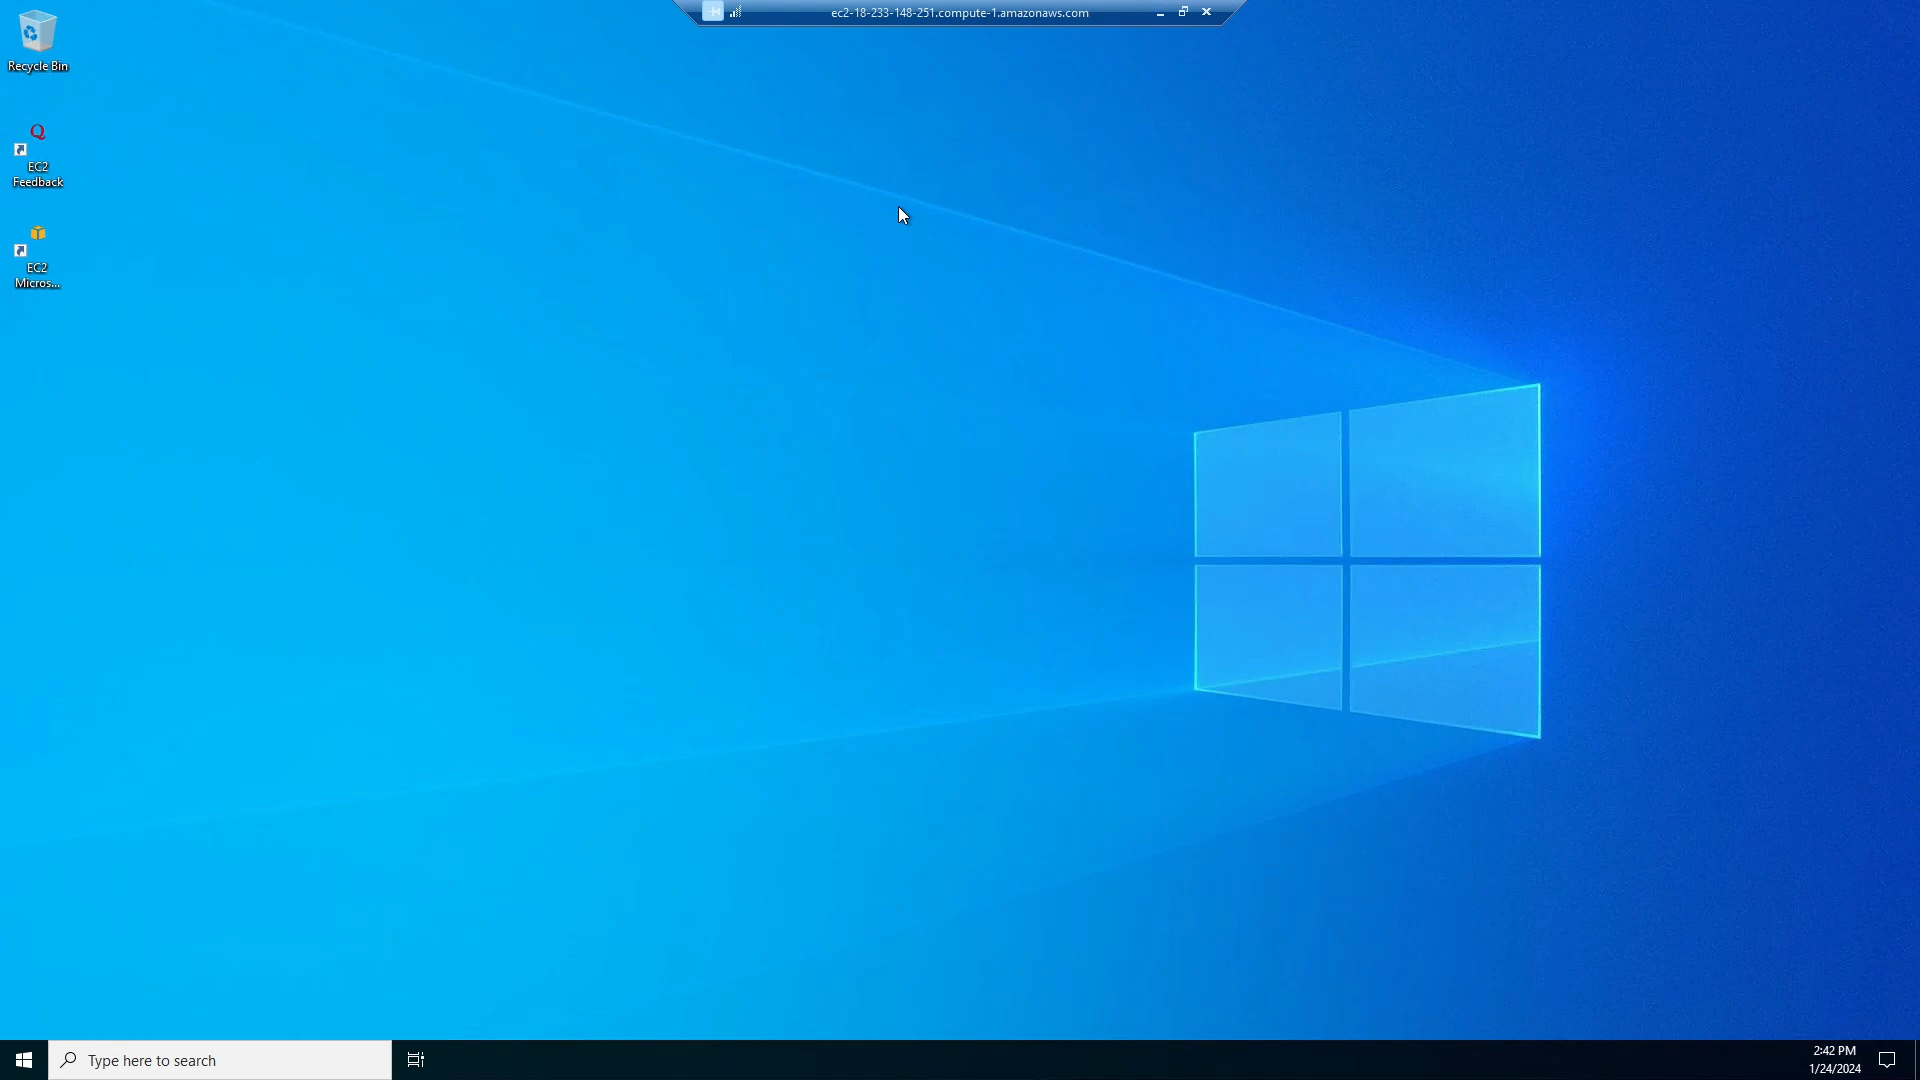 ec2-18-233-148-251.compute-1.amazonaws.com
Recycle Bin
Q
EC2
Feedback
EC2
Micros...
Type here to search
2:42 PM
1/24/2024